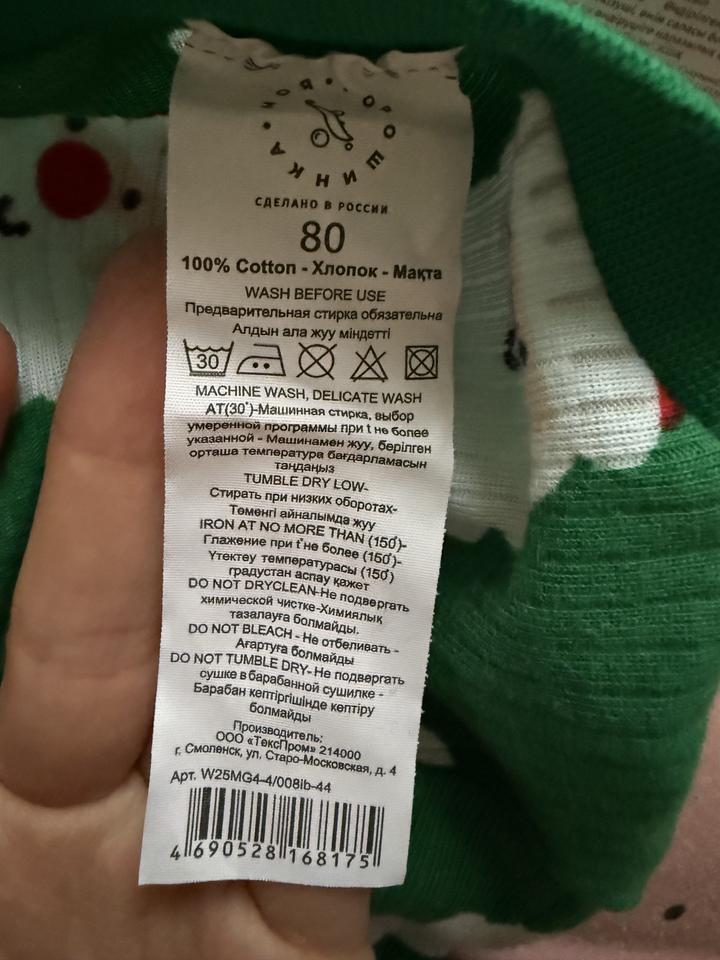 МОЯ ГОРОШИНКА
СДЕЛАНО В РОССИИ
80
100% Cotton - Хлопок - Мақта
WASH BEFORE USE
Предварительная стирка обязательна
Алдын ала жуу міндетті
30
MACHINE WASH, DELICATE WASH
AT(30°)-Машинная стирка, выбор
умеренной программы при t не более
указанной - Машинамен жуу, берілген
орташа температура бағдарламасын
таңдаңыз
TUMBLE DRY LOW-
Стирать при низких оборотах-
Төменгі айналымда жуу
IRON AT NO MORE THAN (150°)-
Глажение при t°не более (150°)-
Үтектеу температурасы (150°)
градустан аспау қажет
DO NOT DRYCLEAN-Не подвергать
химической чистке-Химиялық
тазалауға болмайды.
DO NOT BLEACH - Не отбеливать -
Ағартуға болмайды
DO NOT TUMBLE DRY- Не подвергать
сушке в барабанной сушилке -
Барабан кептіргішінде кептіру
болмайды
Производитель:
ООО «ТексПром» 214000
г. Смоленск, ул. Старо-Московская, д. 4
Арт. W25MG4-4/008ib-44
4 690528 168175